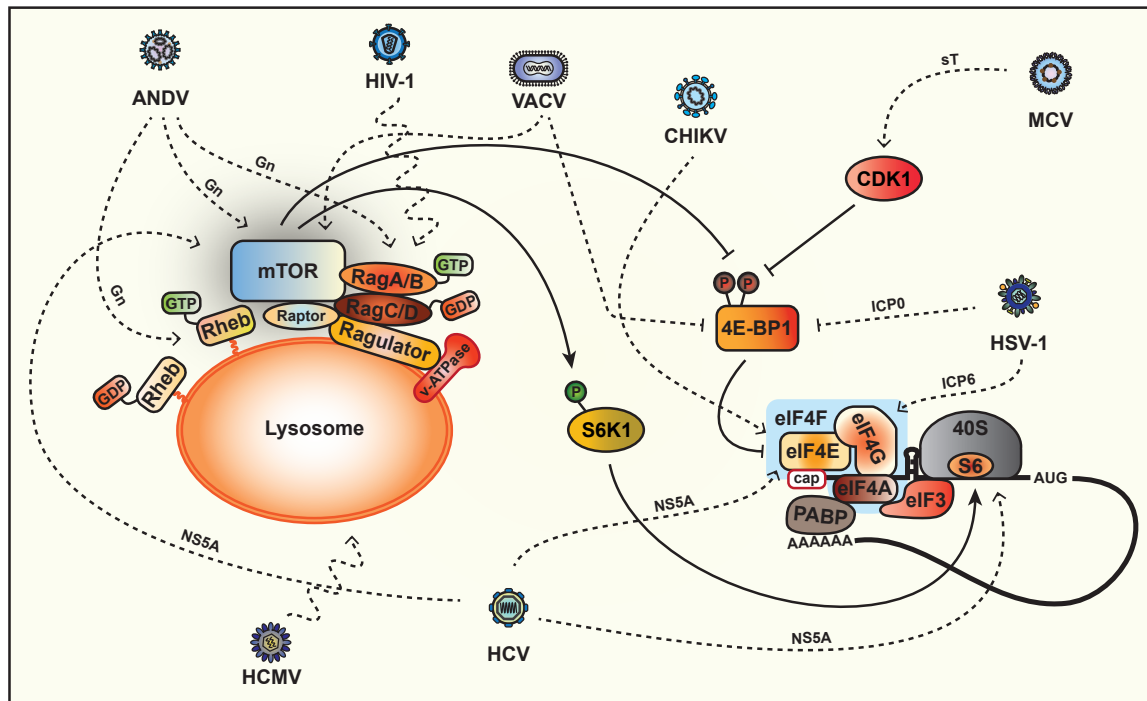 ANDV
HIV-1
VACV
CHIKV
sT
MCV
CDK1
Gn
Gn
Gn
mTOR
RagA/B
GTP
RagC/D
GDP
Raptor
Ragulator
v-ATPase
GTP
Rheb
GDP
Rheb
Lysosome
P
P
4E-BP1
ICP0
HSV-1
ICP6
P
S6K1
eIF4F
eIF4G
eIF4E
cap
eIF4A
PABP
AAAAAA
eIF3
40S
S6
AUG
NS5A
NS5A
NS5A
HCMV
HCV